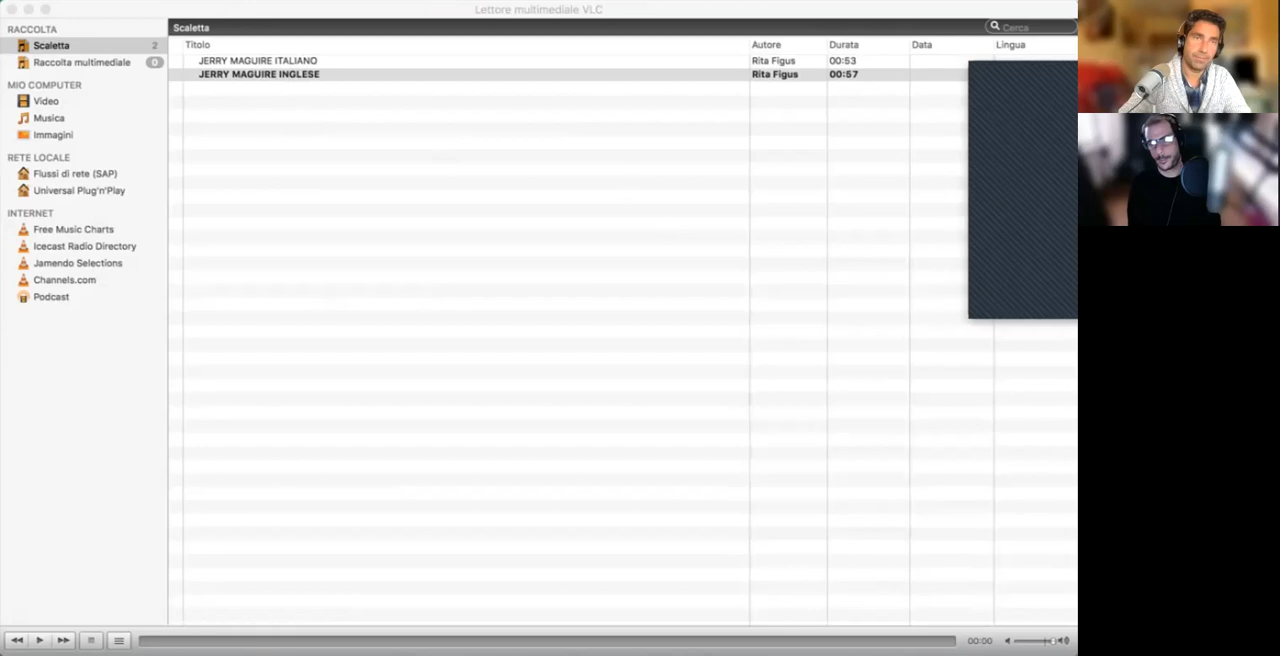 Lettore multimediale VLC
RACCOLTA
Scaletta 2
Raccolta multimediale 0
MIO COMPUTER
Video
Musica
Immagini
RETE LOCALE
Flussi di rete (SAP)
Universal Plug'n'Play
INTERNET
Free Music Charts
Icecast Radio Directory
Jamendo Selections
Channels.com
Podcast
Scaletta Cerca
Titolo Autore Durata Data Lingua
JERRY MAGUIRE ITALIANO Rita Figus 00:53
JERRY MAGUIRE INGLESE Rita Figus 00:57
00:00